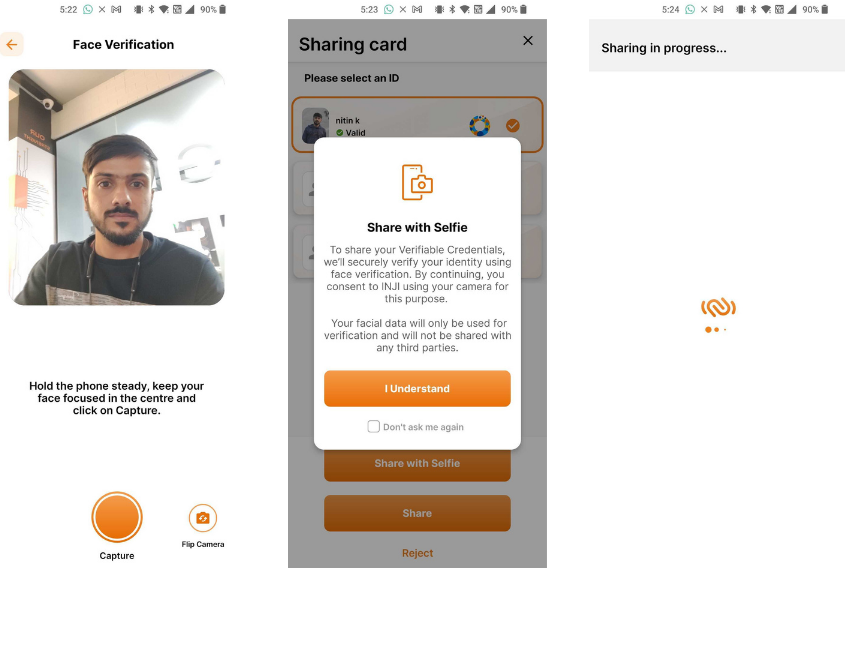 5:22
90%
Face Verification
Hold the phone steady, keep your
face focused in the centre and
click on Capture.
Capture
Flip Camera
5:23
90%
Sharing card
Please select an ID
nitin k
Valid
Share with Selfie
To share your Verifiable Credentials,
we'll securely verify your identity using
face verification. By continuing, you
consent to INJI using your camera for
this purpose.
Your facial data will only be used for
verification and will not be shared with
any third parties.
I Understand
Don't ask me again
Share with Selfie
Share
Reject
5:24
90%
Sharing in progress...